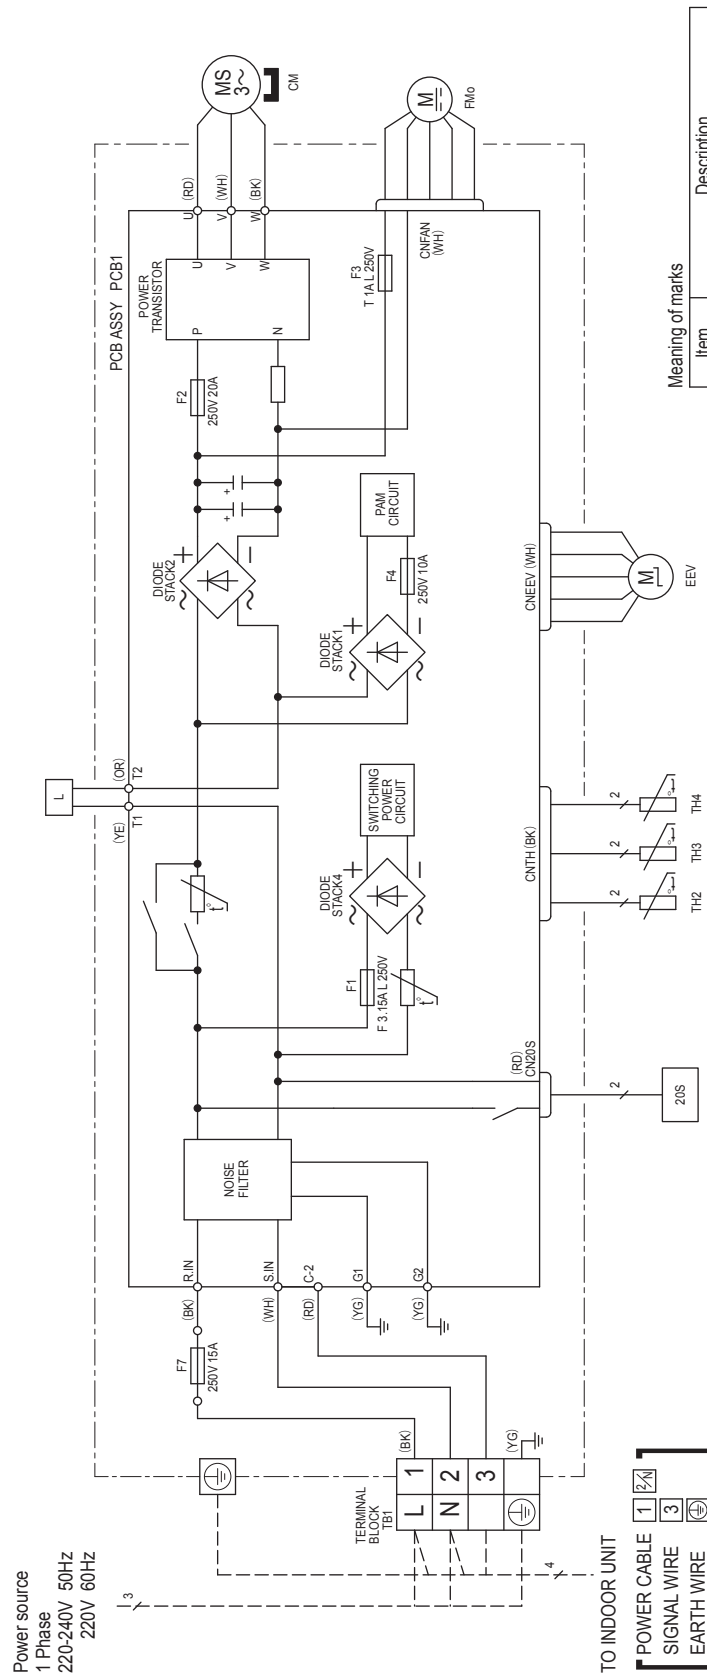 Power source
1 Phase
220-240V 50Hz
220V 60Hz
3
TERMINAL
BLOCK
TB1
L 1
N 2
3
(BK)
(YG)
4
TO INDOOR UNIT
POWER CABLE 1 2/N
SIGNAL WIRE 3
EARTH WIRE
F7
250V 15A
(BK)
R.IN
(WH)
S.IN
(RD)
C-2
(YG)
G1
(YG)
G2
NOISE
FILTER
(RD)
CN20S
2
20S
F1
F 3.15A L 250V
t°
t°
DIODE
STACK4
~ +
~ −
SWITCHING
POWER
CIRCUIT
CNTH (BK)
2
2
2
TH2
TH3
TH4
(YE)
T1
(OR)
T2
L
DIODE
STACK2
~ +
~ −
DIODE
STACK1
~ +
~ −
F4
250V 10A
PAM
CIRCUIT
+
+
CNEEV (WH)
M
EEV
PCB ASSY PCB1
F2
250V 20A
POWER
TRANSISTOR
P
N
U
V
W
U
V
W
(RD)
(WH)
(BK)
MS
3~
CM
F3
T 1A L 250V
CNFAN
(WH)
M
FMo
Meaning of marks
Item
Description